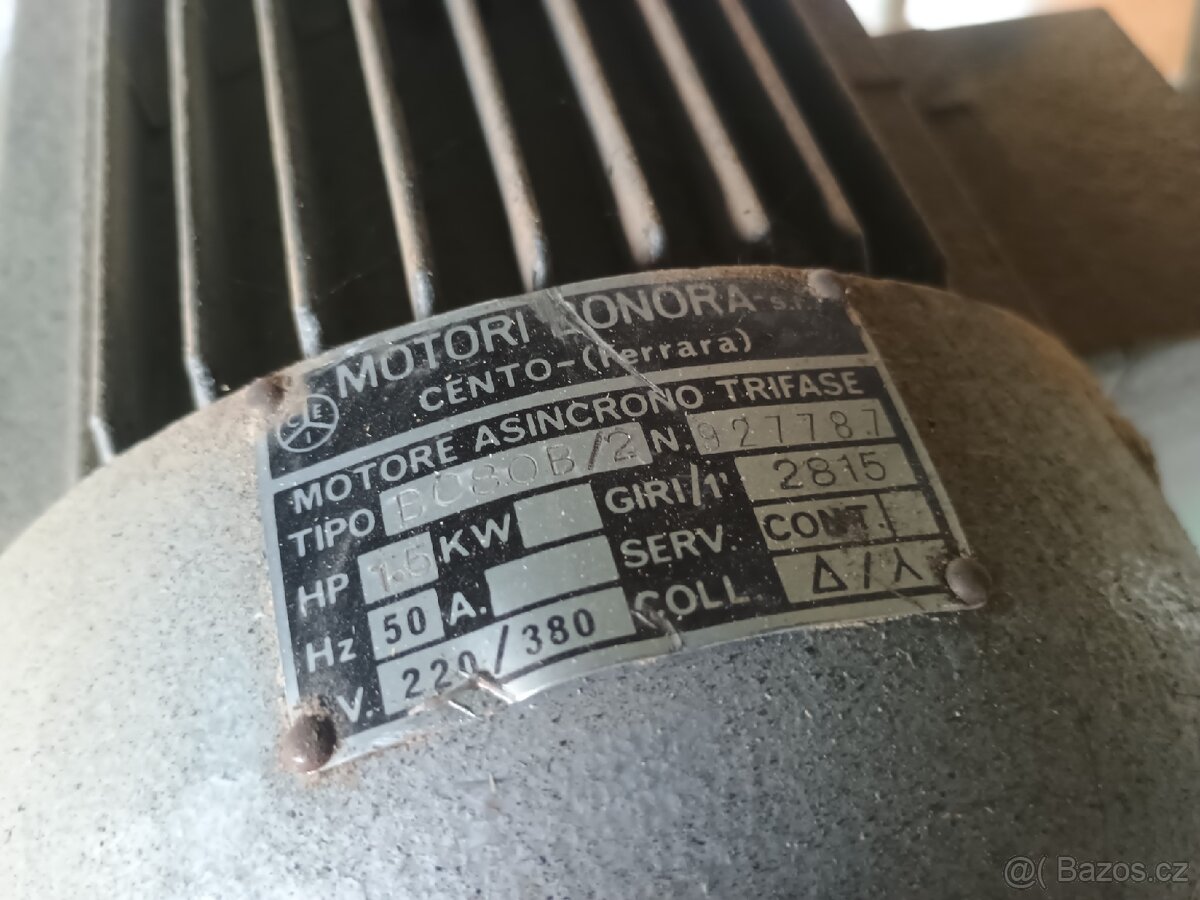 MOTORI BONORA s.r.l.
CENTO-(Ferrara)
MOTORE ASINCRONO TRIFASE
TIPO BC80B/2 N. 927787
HP 1.5 KW GIRI/1' 2815
Hz 50 A. SERV. CONT.
V. 220/380 COLL. Δ/⅄
@( Bazos.cz